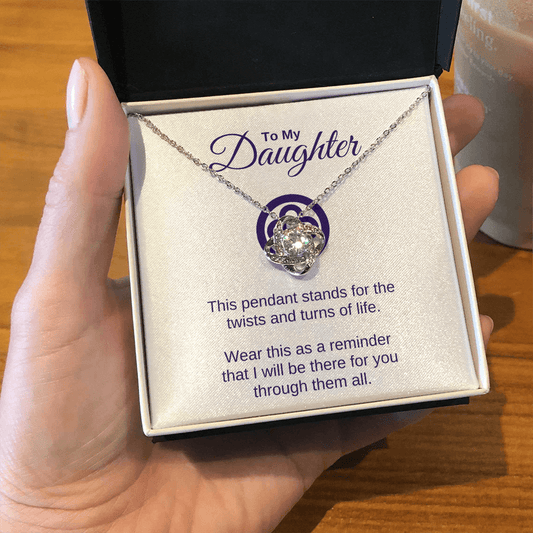 To My
Daughter
This pendant stands for the
twists and turns of life.
Wear this as a reminder
that I will be there for you
through them all.